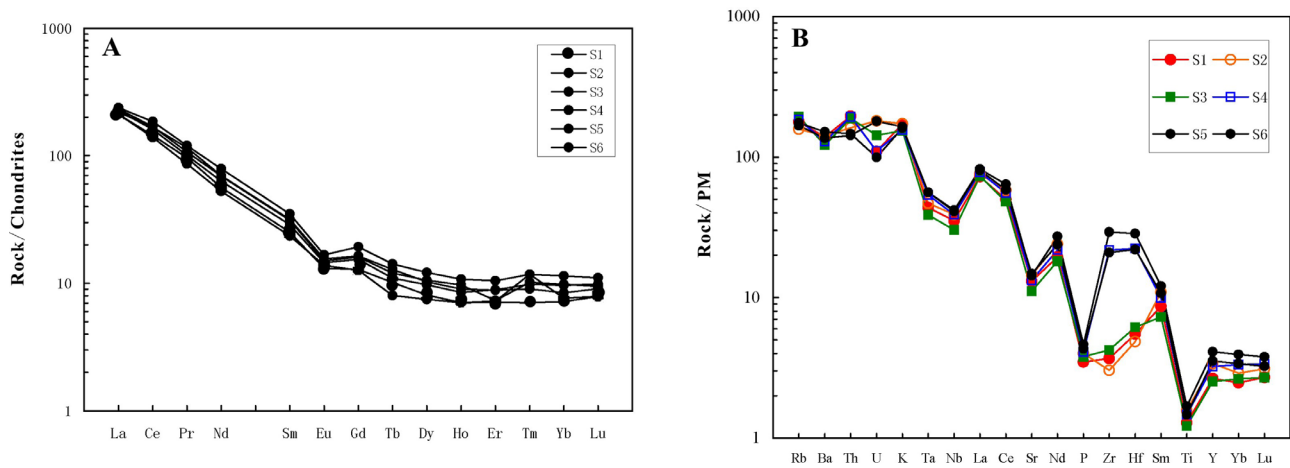 A
Rock/Chondrites
1000
100
10
1
La Ce Pr Nd Sm Eu Gd Tb Dy Ho Er Tm Yb Lu
S1
S2
S3
S4
S5
S6
B
Rock/PM
1000
100
10
1
Rb Ba Th U K Ta Nb La Ce Sr Nd P Zr Hf Sm Ti Y Yb Lu
S1 S2
S3 S4
S5 S6